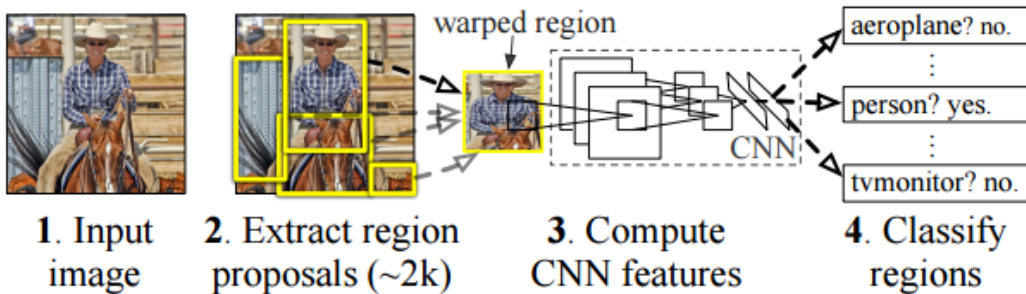 warped region
aeroplane? no.
⋮
person? yes.
CNN
⋮
tvmonitor? no.
1. Input
image
2. Extract region
proposals (~2k)
3. Compute
CNN features
4. Classify
regions